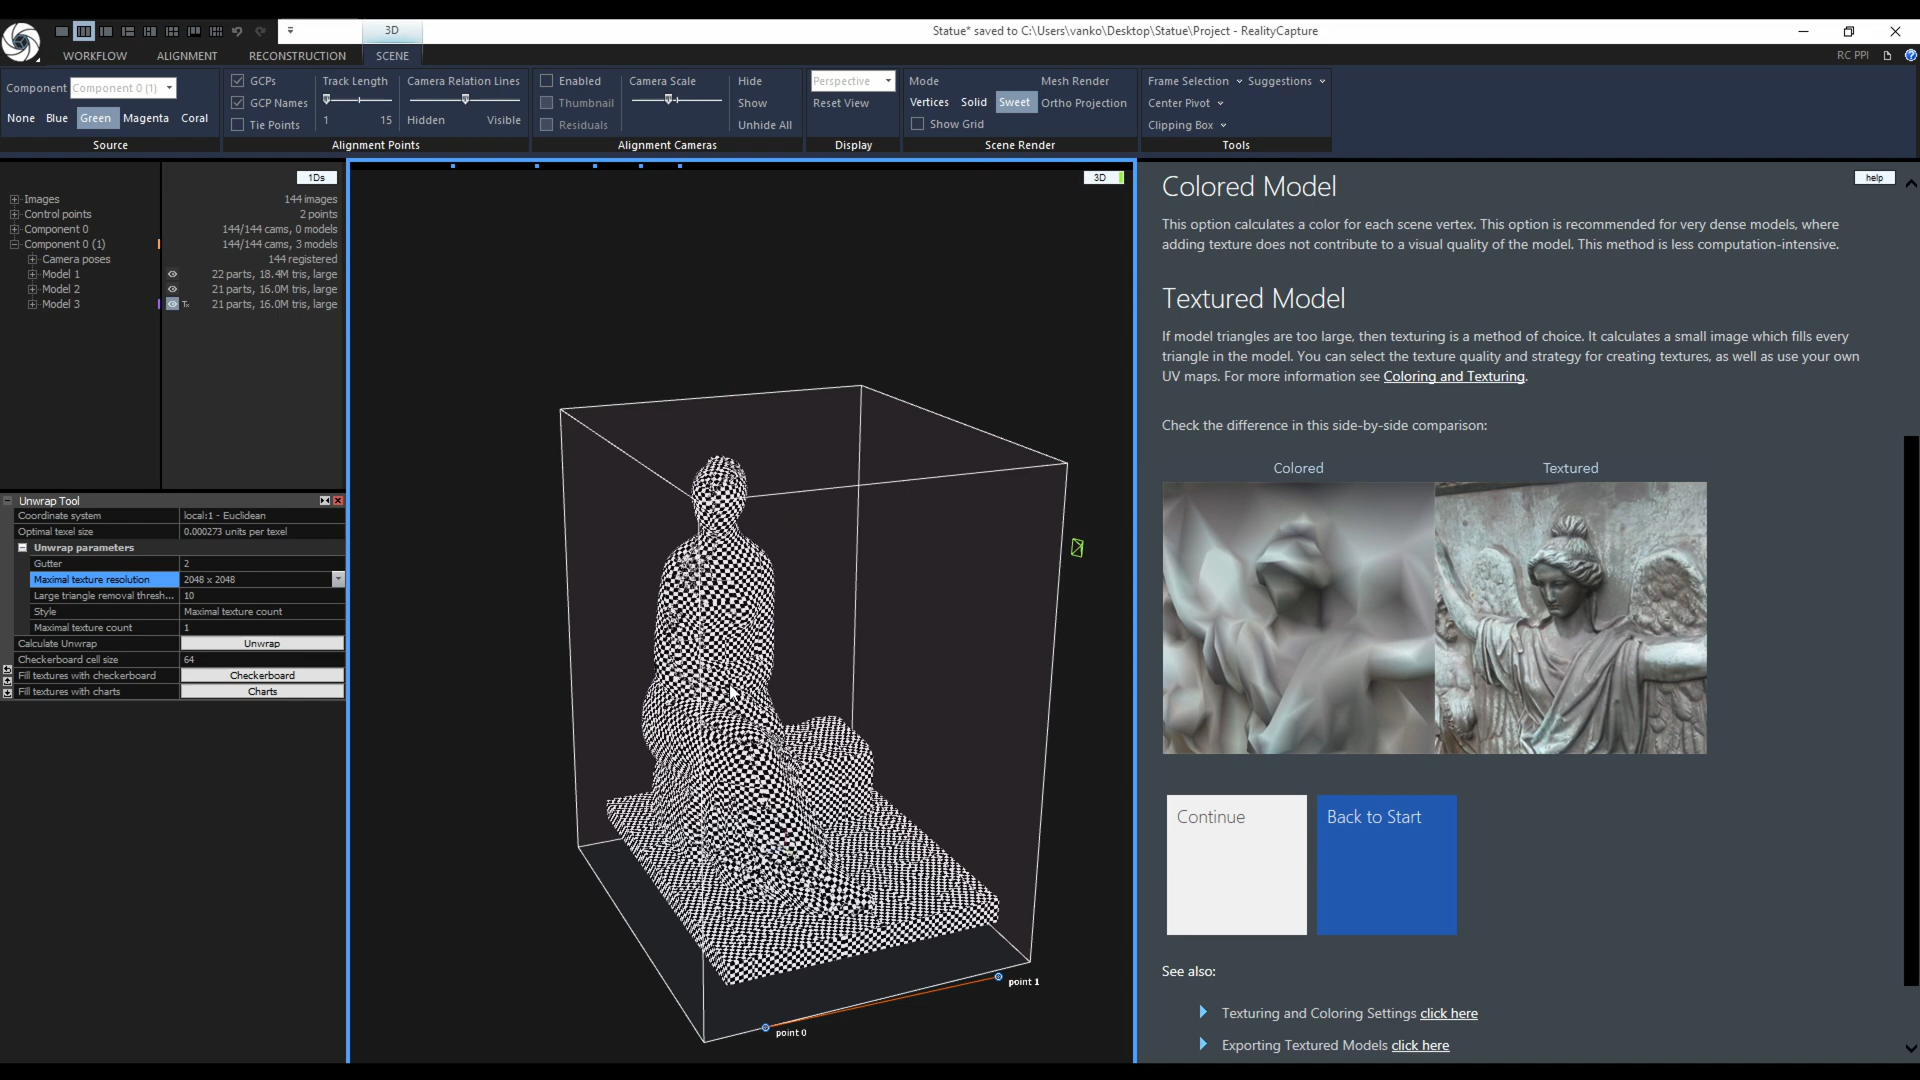 3D
Statue* saved to C:\Users\vanko\Desktop\Statue\Project - RealityCapture
WORKFLOW ALIGNMENT RECONSTRUCTION SCENE
RC PPI
Component Component 0 (1)
None Blue Green Magenta Coral
Source
GCPs Track Length Camera Relation Lines
GCP Names
Tie Points 1 15 Hidden Visible
Alignment Points
Enabled Camera Scale Hide
Thumbnail Show
Residuals Unhide All
Alignment Cameras
Perspective
Reset View
Display
Mode Mesh Render
Vertices Solid Sweet Ortho Projection
Show Grid
Scene Render
Frame Selection Suggestions
Center Pivot
Clipping Box
Tools
1Ds
Images 144 images
Control points 2 points
Component 0 144/144 cams, 0 models
Component 0 (1) 144/144 cams, 3 models
Camera poses 144 registered
Model 1 22 parts, 18.4M tris, large
Model 2 21 parts, 16.0M tris, large
Model 3 Tx 21 parts, 16.0M tris, large
Unwrap Tool
Coordinate system local:1 - Euclidean
Optimal texel size 0.000273 units per texel
Unwrap parameters
Gutter 2
Maximal texture resolution 2048 x 2048
Large triangle removal thresh... 10
Style Maximal texture count
Maximal texture count 1
Calculate Unwrap Unwrap
Checkerboard cell size 64
Fill textures with checkerboard Checkerboard
Fill textures with charts Charts
3D
point 1
point 0
help
Colored Model
This option calculates a color for each scene vertex. This option is recommended for very dense models, where
adding texture does not contribute to a visual quality of the model. This method is less computation-intensive.
Textured Model
If model triangles are too large, then texturing is a method of choice. It calculates a small image which fills every
triangle in the model. You can select the texture quality and strategy for creating textures, as well as use your own
UV maps. For more information see Coloring and Texturing.
Check the difference in this side-by-side comparison:
Colored Textured
Continue Back to Start
See also:
Texturing and Coloring Settings click here
Exporting Textured Models click here